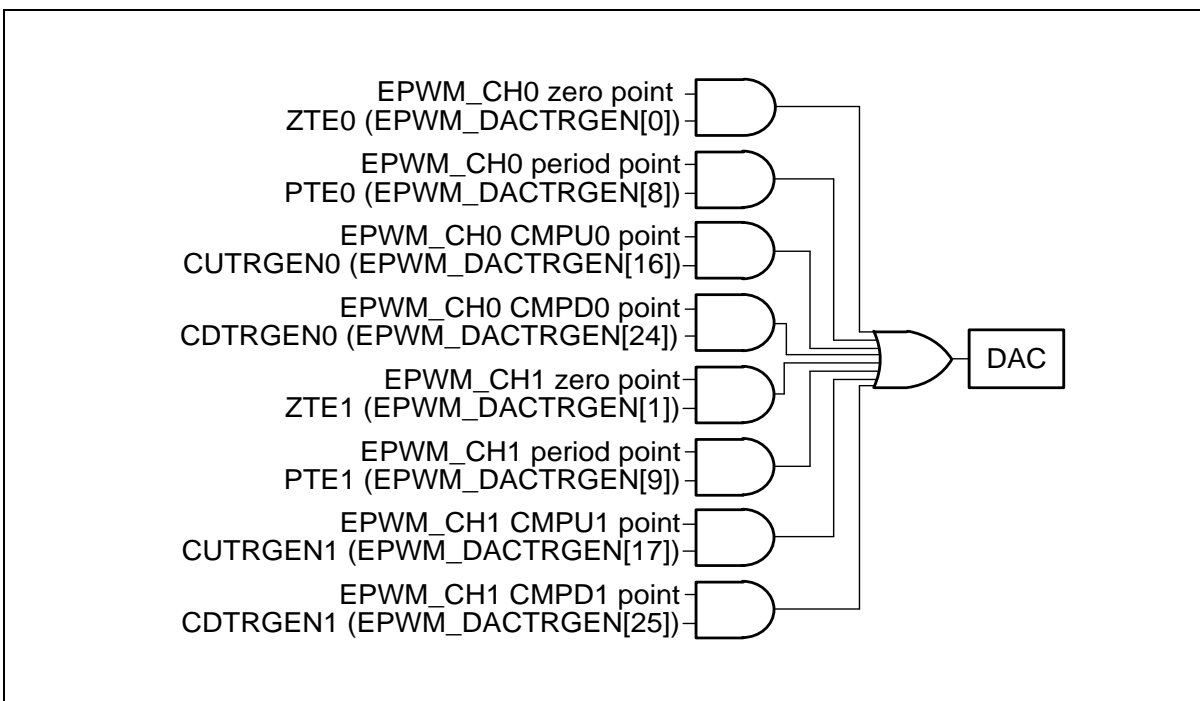 EPWM_CH0 zero point
ZTE0 (EPWM_DACTRGEN[0])
EPWM_CH0 period point
PTE0 (EPWM_DACTRGEN[8])
EPWM_CH0 CMPU0 point
CUTRGEN0 (EPWM_DACTRGEN[16])
EPWM_CH0 CMPD0 point
CDTRGEN0 (EPWM_DACTRGEN[24])
EPWM_CH1 zero point
ZTE1 (EPWM_DACTRGEN[1])
EPWM_CH1 period point
PTE1 (EPWM_DACTRGEN[9])
EPWM_CH1 CMPU1 point
CUTRGEN1 (EPWM_DACTRGEN[17])
EPWM_CH1 CMPD1 point
CDTRGEN1 (EPWM_DACTRGEN[25])
DAC